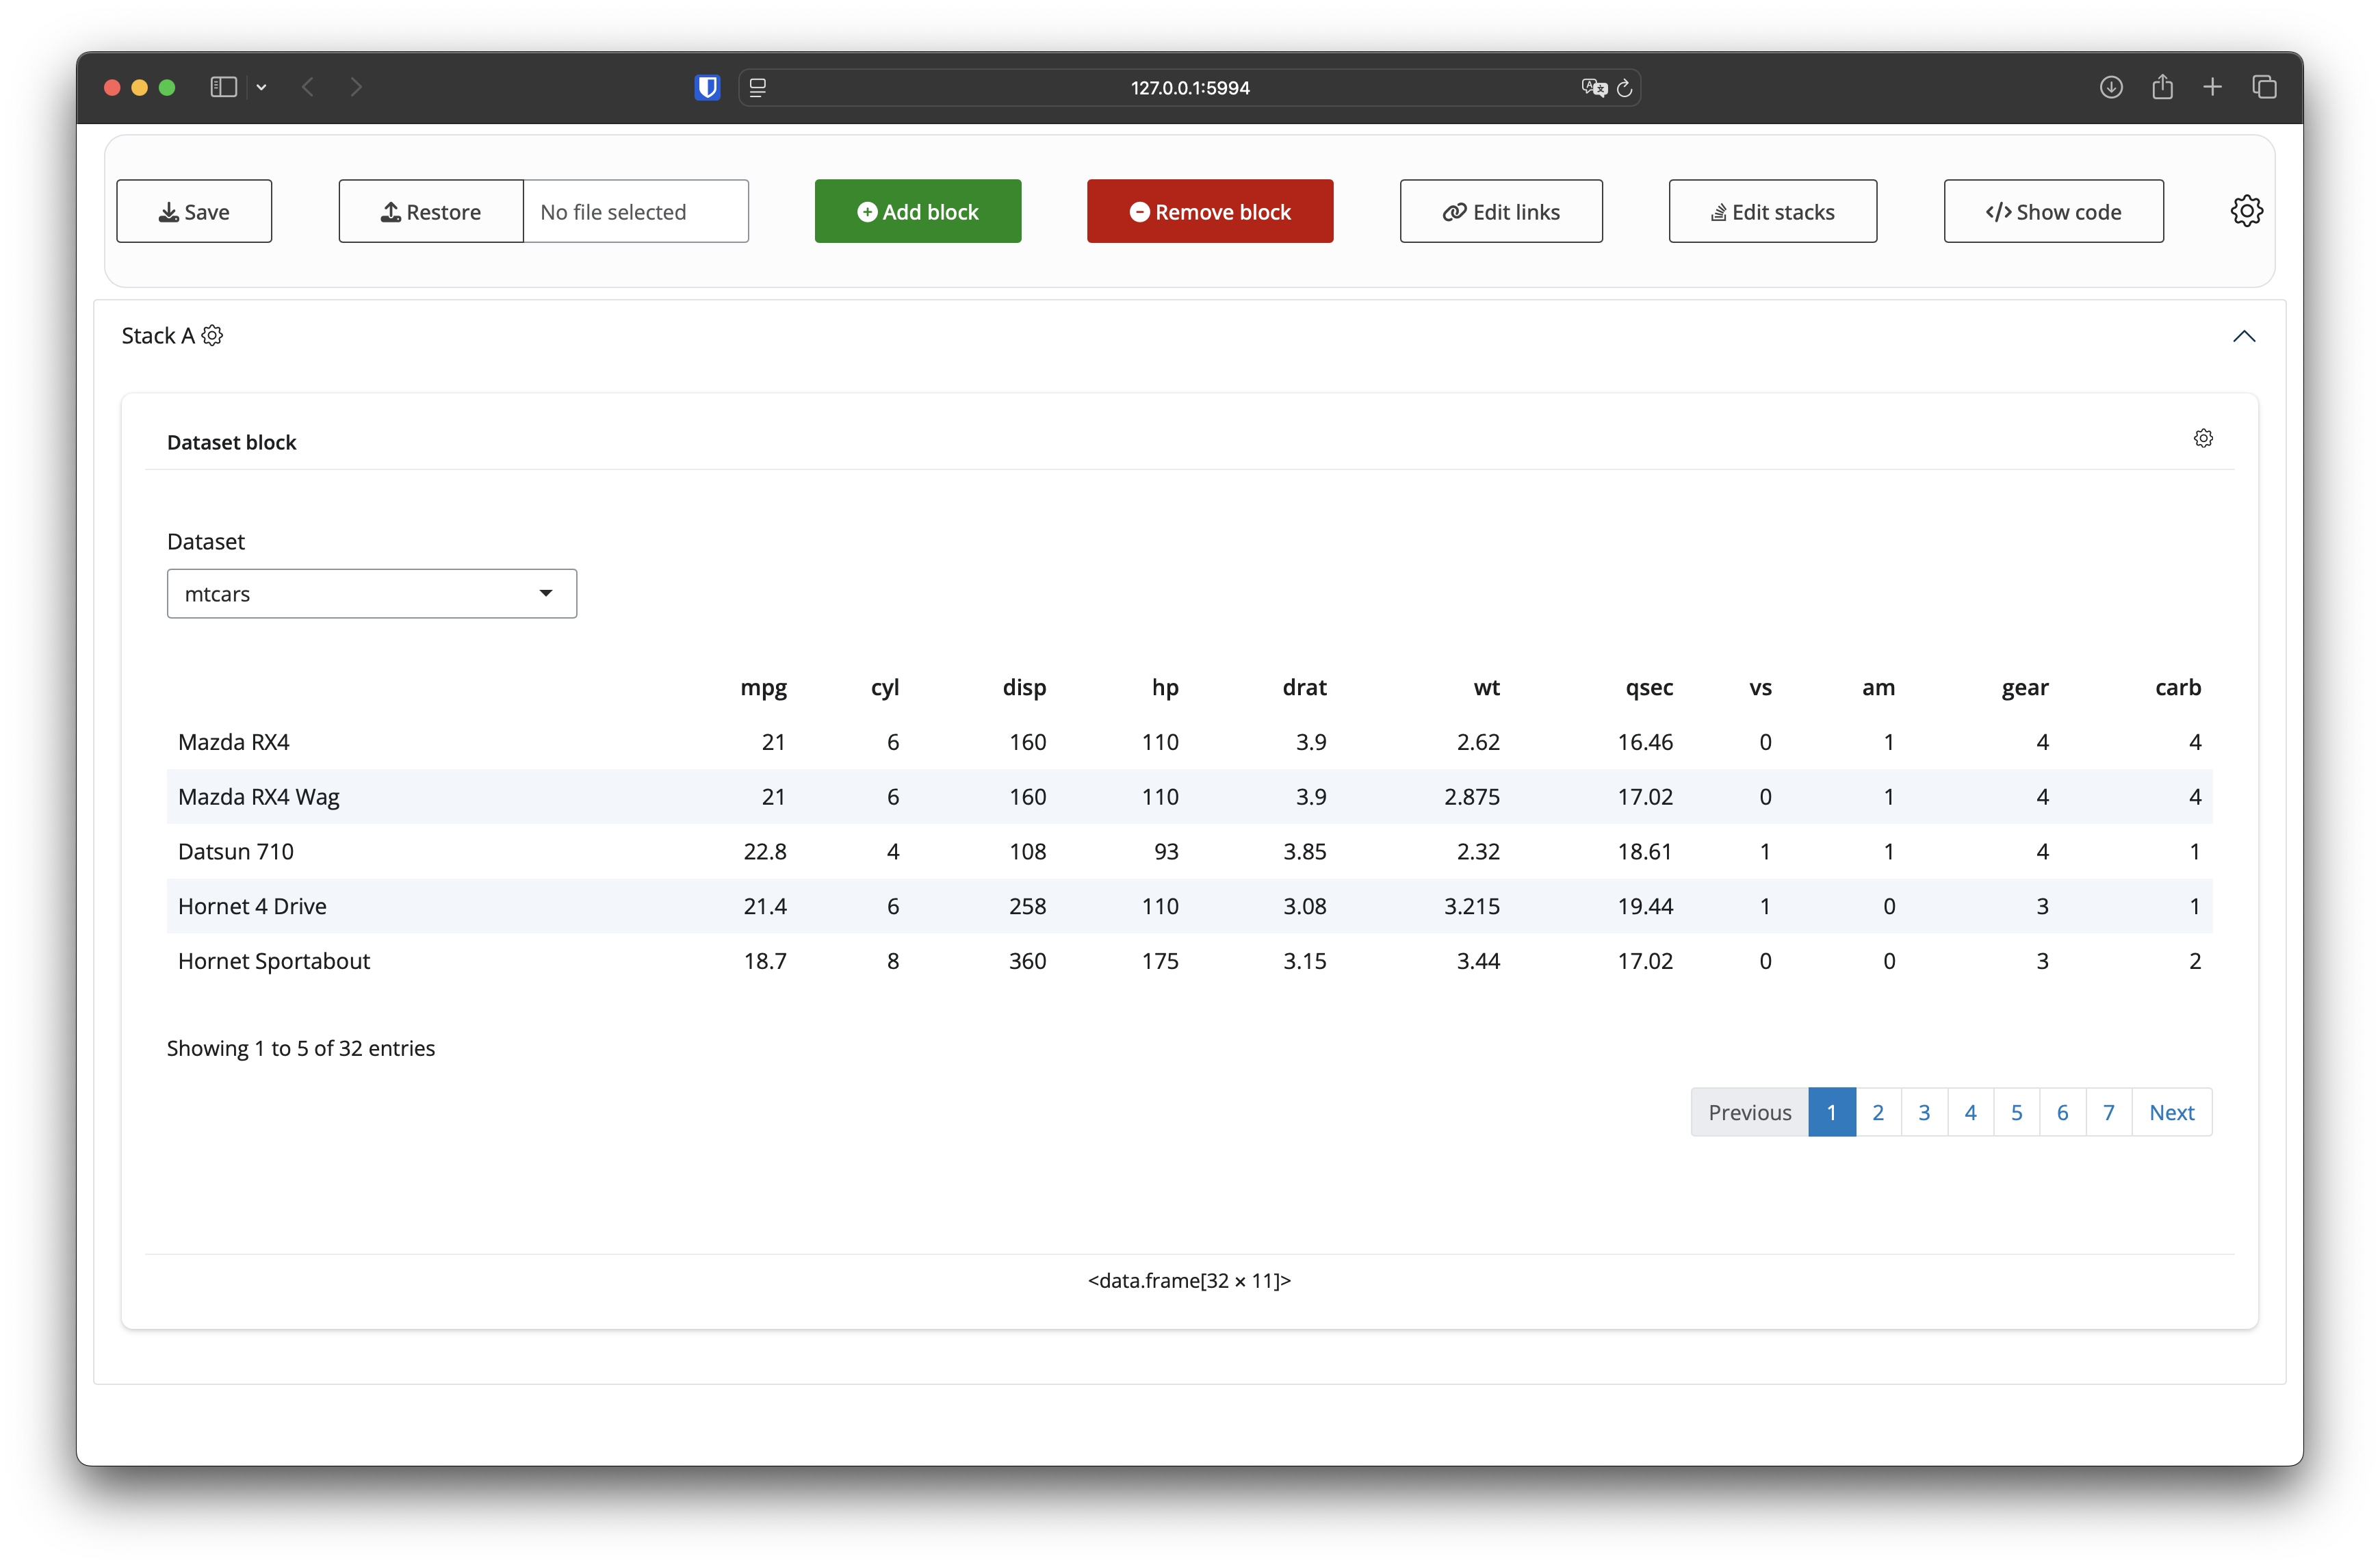 127.0.0.1:5994
Save
Restore
No file selected
Add block
Remove block
Edit links
Edit stacks
</> Show code
Stack A
Dataset block
Dataset
mtcars
mpg cyl disp hp drat wt qsec vs am gear carb
Mazda RX4 21 6 160 110 3.9 2.62 16.46 0 1 4 4
Mazda RX4 Wag 21 6 160 110 3.9 2.875 17.02 0 1 4 4
Datsun 710 22.8 4 108 93 3.85 2.32 18.61 1 1 4 1
Hornet 4 Drive 21.4 6 258 110 3.08 3.215 19.44 1 0 3 1
Hornet Sportabout 18.7 8 360 175 3.15 3.44 17.02 0 0 3 2
Showing 1 to 5 of 32 entries
Previous 1 2 3 4 5 6 7 Next
<data.frame[32 × 11]>